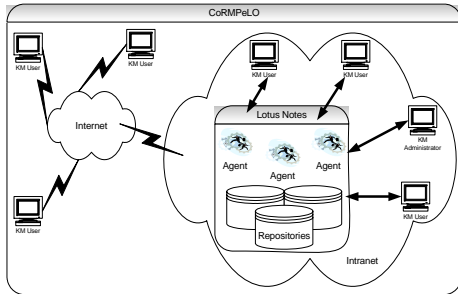 CoRMPeLO
KM User
KM User
KM User
KM User
Lotus Notes
Internet
Agent
Agent
Agent
KM
Administrator
KM User
KM User
Repositories
Intranet